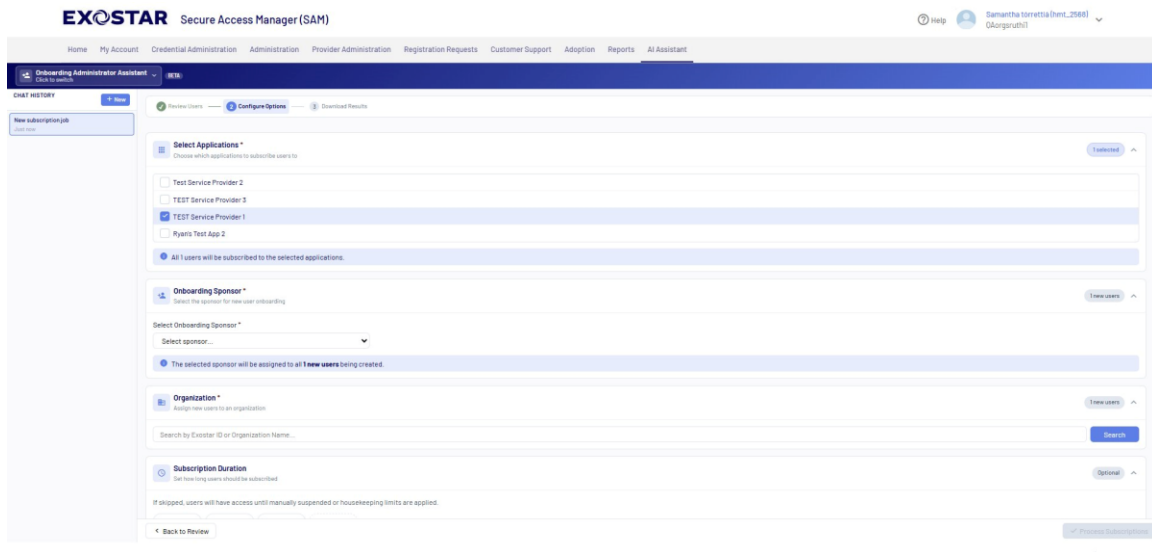 EXOSTAR Secure Access Manager (SAM)
Help
Samantha torrettia (hmt_2566)
QAorgsruthi1
Home My Account Credential Administration Administration Provider Administration Registration Requests Customer Support Adoption Reports AI Assistant
Onboarding Administrator Assistant
Click to switch
BETA
CHAT HISTORY
+ New
New subscription job
Just now
Review Users
2 Configure Options
3 Download Results
Select Applications *
Choose which applications to subscribe users to
1 selected
Test Service Provider 2
TEST Service Provider 3
TEST Service Provider 1
Ryan's Test App 2
All 1 users will be subscribed to the selected applications.
Onboarding Sponsor *
Select the sponsor for new user onboarding
1 new users
Select Onboarding Sponsor *
Select sponsor...
The selected sponsor will be assigned to all 1 new users being created.
Organization *
Assign new users to an organization
1 new users
Search by Exostar ID or Organization Name...
Search
Subscription Duration
Set how long users should be subscribed
Optional
If skipped, users will have access until manually suspended or housekeeping limits are applied.
Back to Review
Process Subscriptions